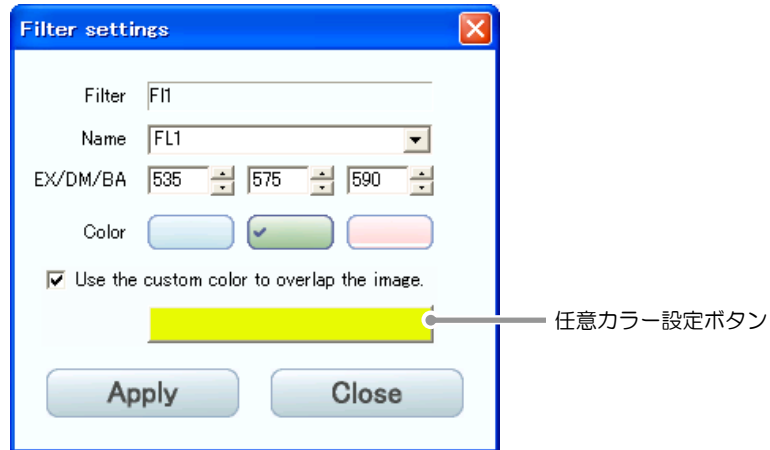 Filter settings
Filter FI1
Name FL1
EX/DM/BA 535 575 590
Color
Use the custom color to overlap the image.
任意カラー設定ボタン
Apply Close